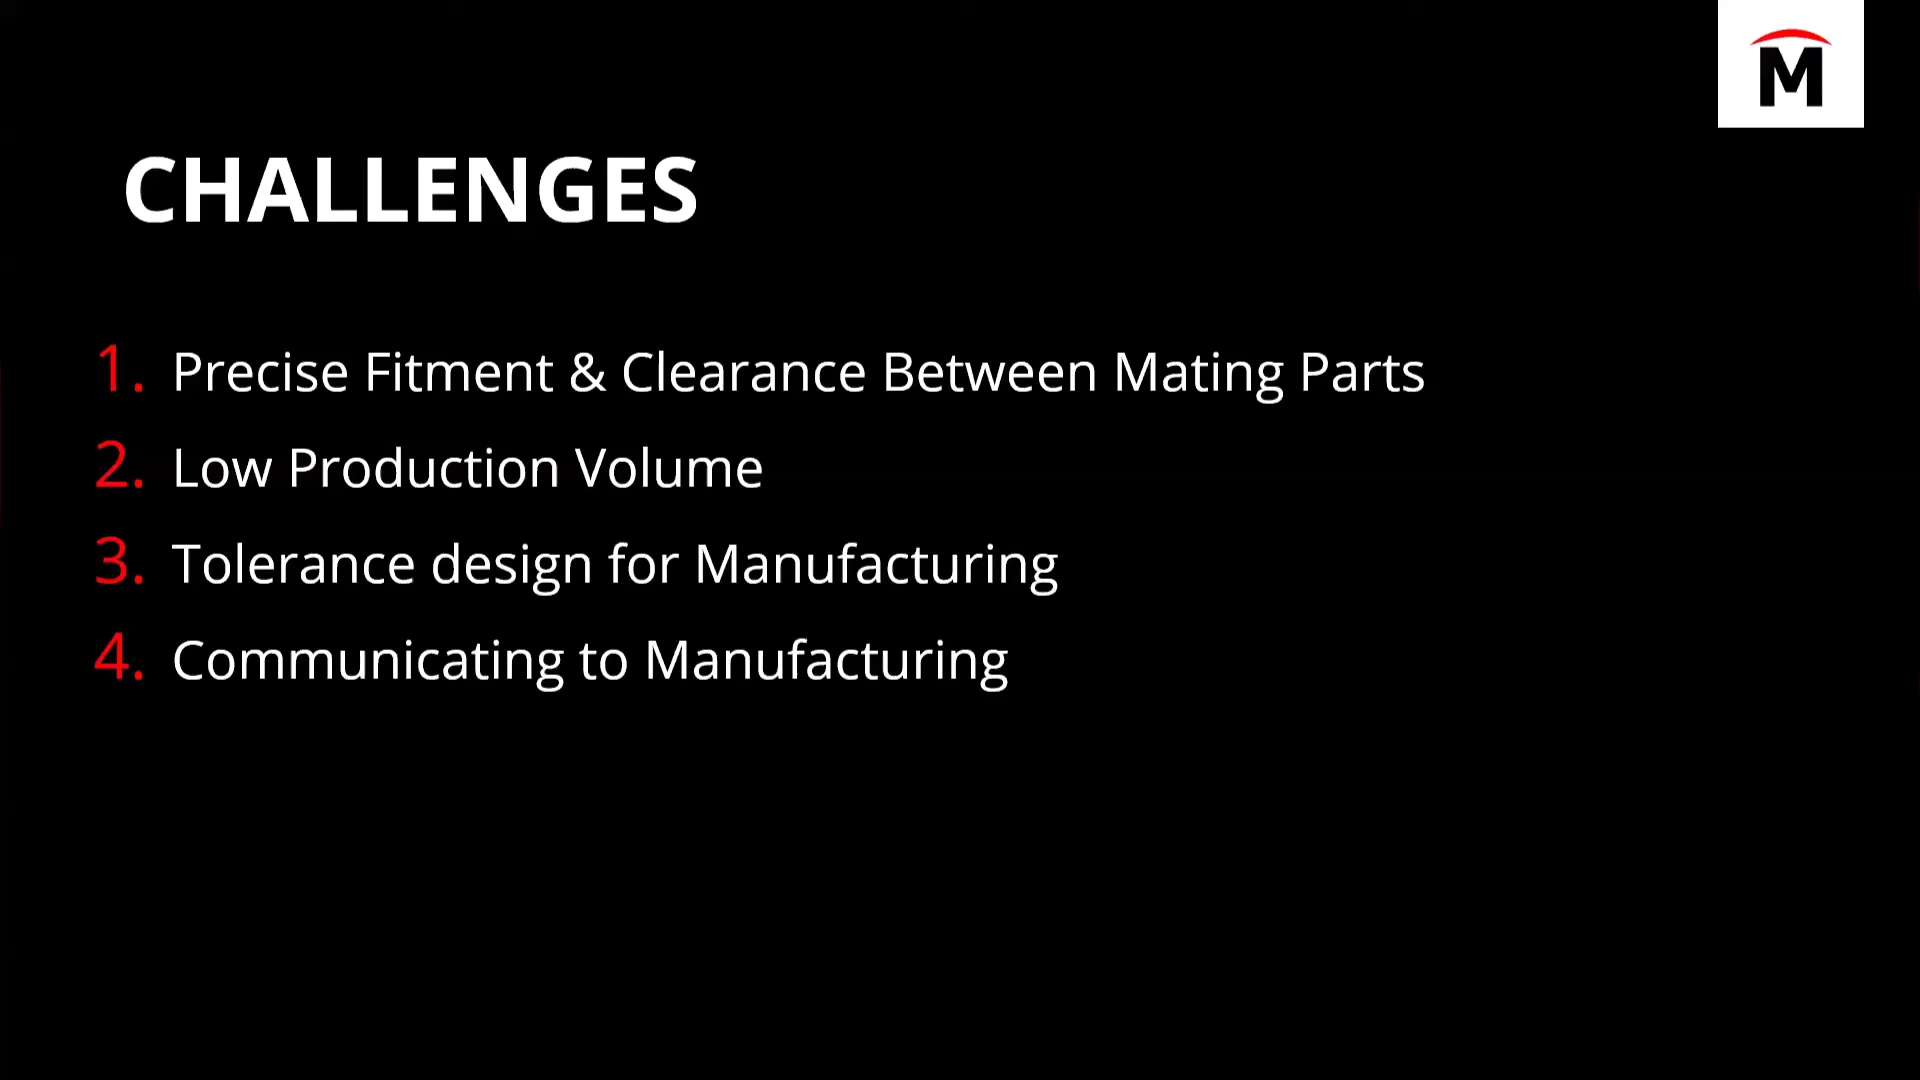 M
CHALLENGES
1. Precise Fitment & Clearance Between Mating Parts
2. Low Production Volume
3. Tolerance design for Manufacturing
4. Communicating to Manufacturing